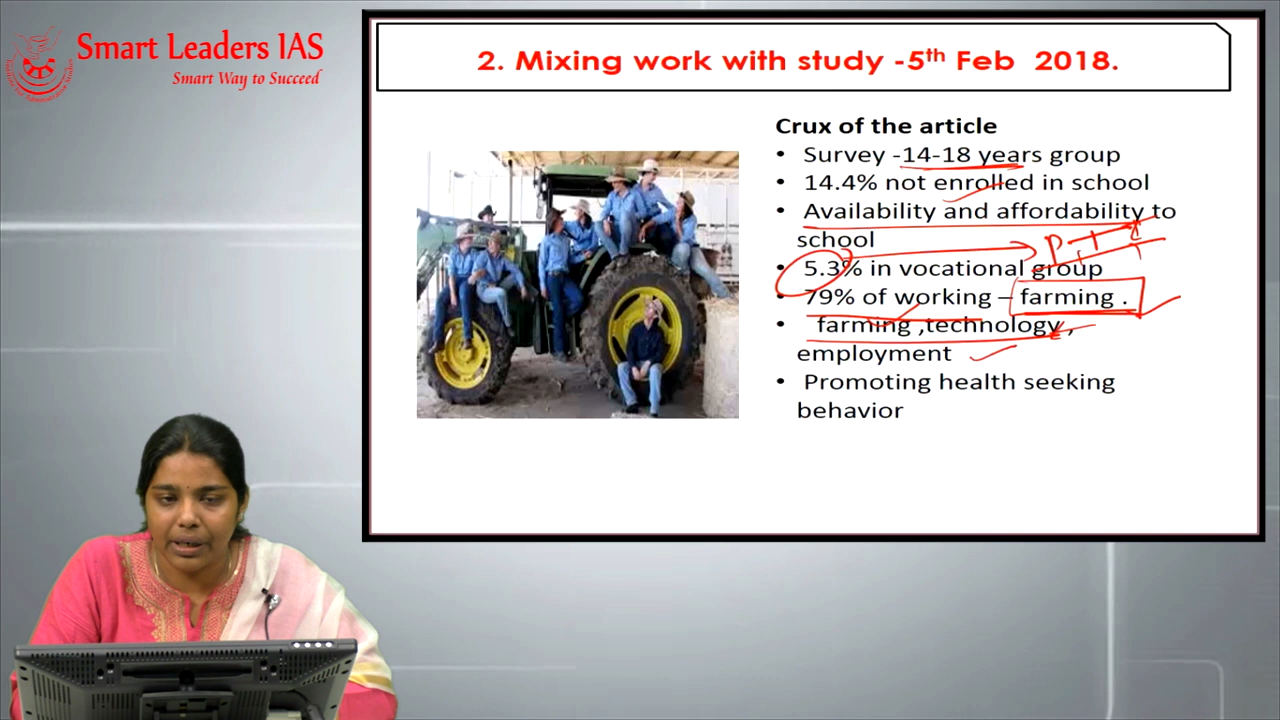 Smart Leaders IAS
Smart Way to Succeed
2. Mixing work with study -5th Feb 2018.
Crux of the article
• Survey -14-18 years group
• 14.4% not enrolled in school
• Availability and affordability to
school
• 5.3% in vocational group
• 79% of working – farming .
• farming ,technology ,
employment
• Promoting health seeking
behavior